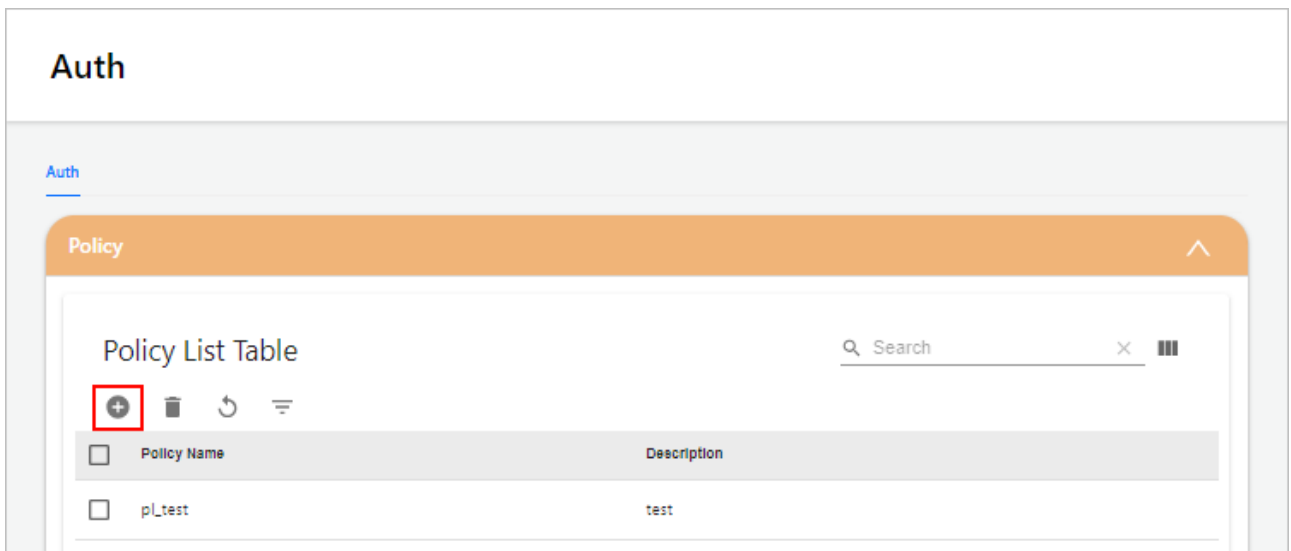 Auth
Auth
Policy
Policy List Table
Search
Policy Name Description
pl_test test